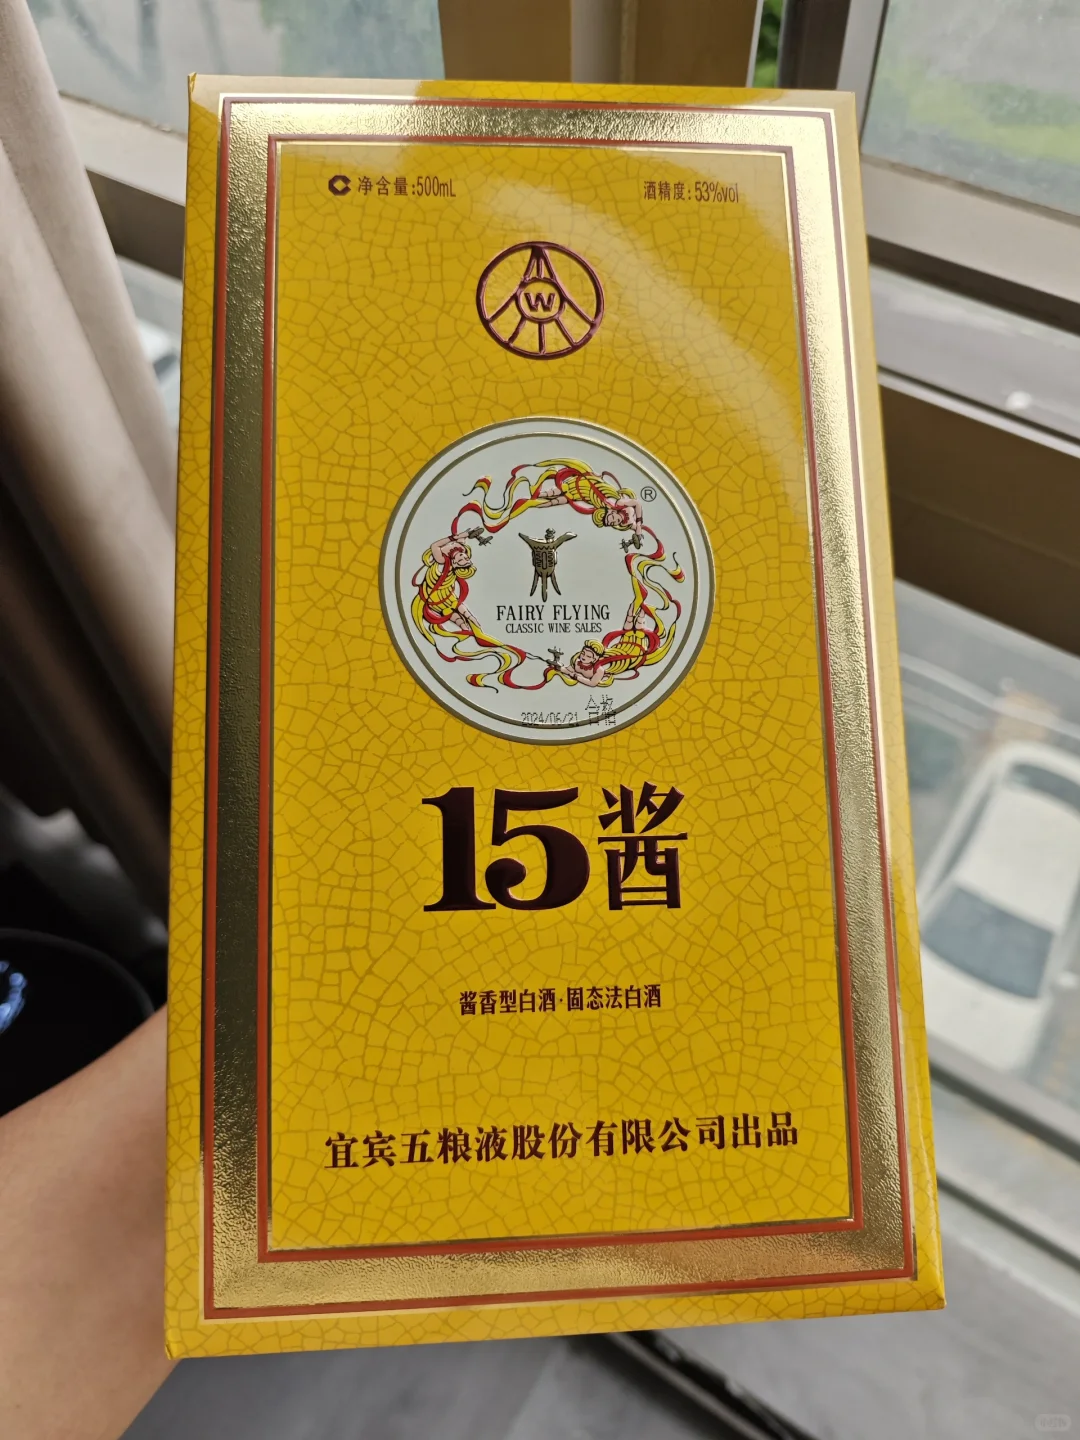 C 净含量:500mL
酒精度:53%vol
W
®
FAIRY FLYING
CLASSIC WINE SALES
2024/06/21 合格
15酱
酱香型白酒·固态法白酒
宜宾五粮液股份有限公司出品